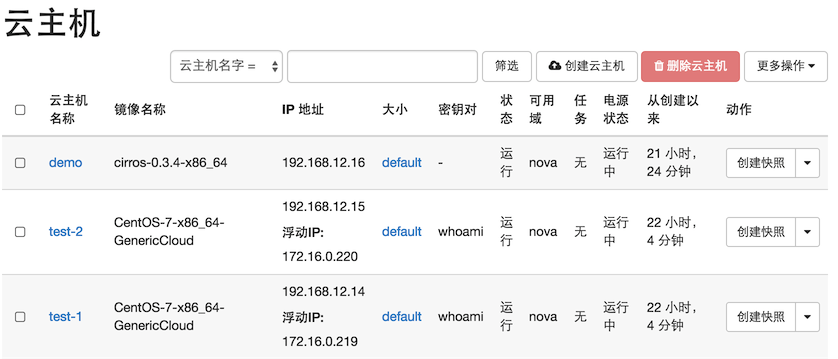 云主机
云主机名字 = 筛选 创建云主机 删除云主机 更多操作
云主机名称 镜像名称 IP 地址 大小 密钥对 状态 可用域 任务 电源状态 从创建以来 动作
demo cirros-0.3.4-x86_64 192.168.12.16 default - 运行 nova 无 运行中 21 小时，24 分钟 创建快照
test-2 CentOS-7-x86_64-GenericCloud 192.168.12.15 浮动IP: 172.16.0.220 default whoami 运行 nova 无 运行中 22 小时，4 分钟 创建快照
test-1 CentOS-7-x86_64-GenericCloud 192.168.12.14 浮动IP: 172.16.0.219 default whoami 运行 nova 无 运行中 22 小时，4 分钟 创建快照